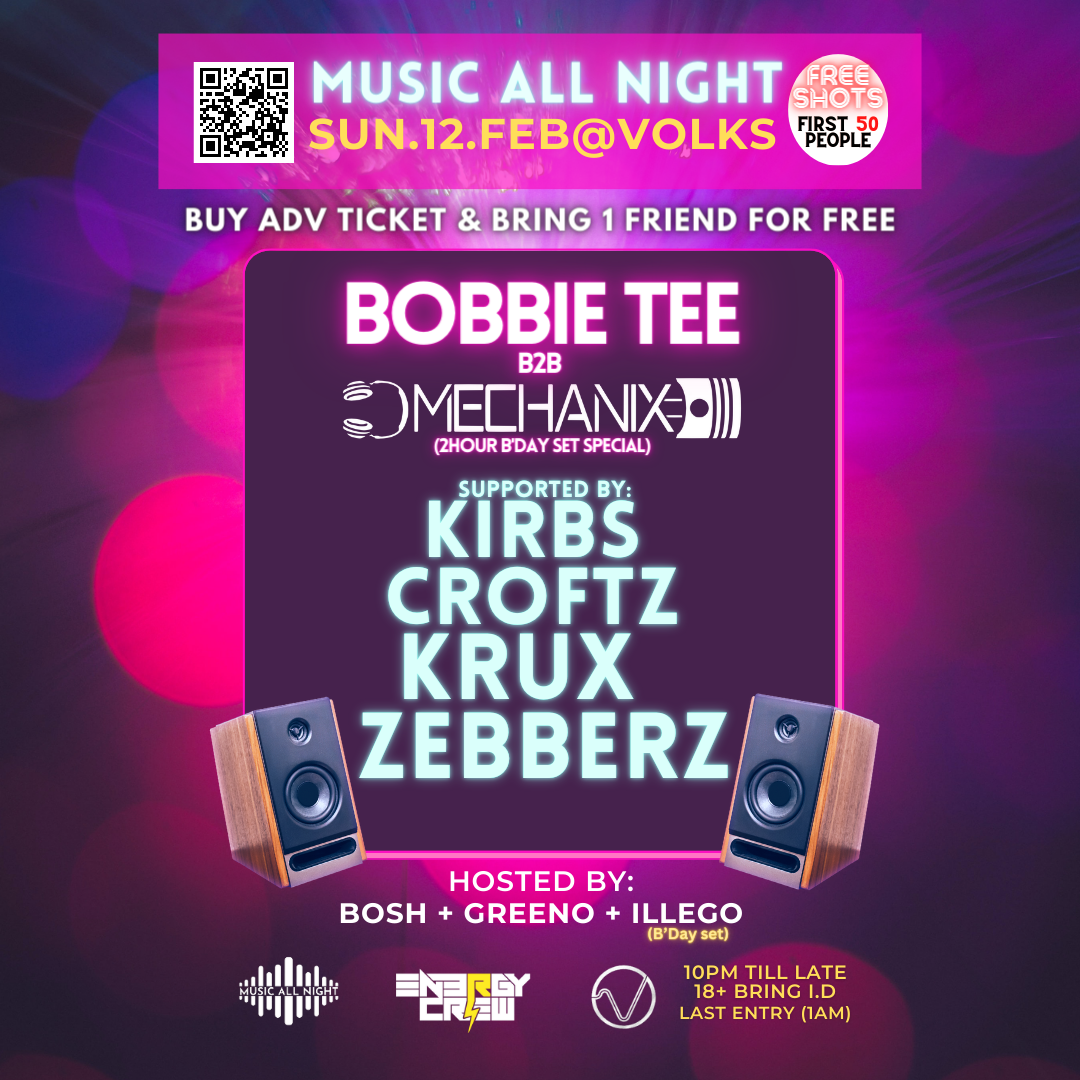 MUSIC ALL NIGHT
SUN.12.FEB@VOLKS
FREE
SHOTS
FIRST 50
PEOPLE
BUY ADV TICKET & BRING 1 FRIEND FOR FREE
BOBBIE TEE
B2B
MECHANIX
(2HOUR B'DAY SET SPECIAL)
SUPPORTED BY:
KIRBS
CROFTZ
KRUX
ZEBBERZ
HOSTED BY:
BOSH + GREENO + ILLEGO
(B'Day set)
MUSIC ALL NIGHT
ENERGY
CREW
10PM TILL LATE
18+ BRING I.D
LAST ENTRY (1AM)